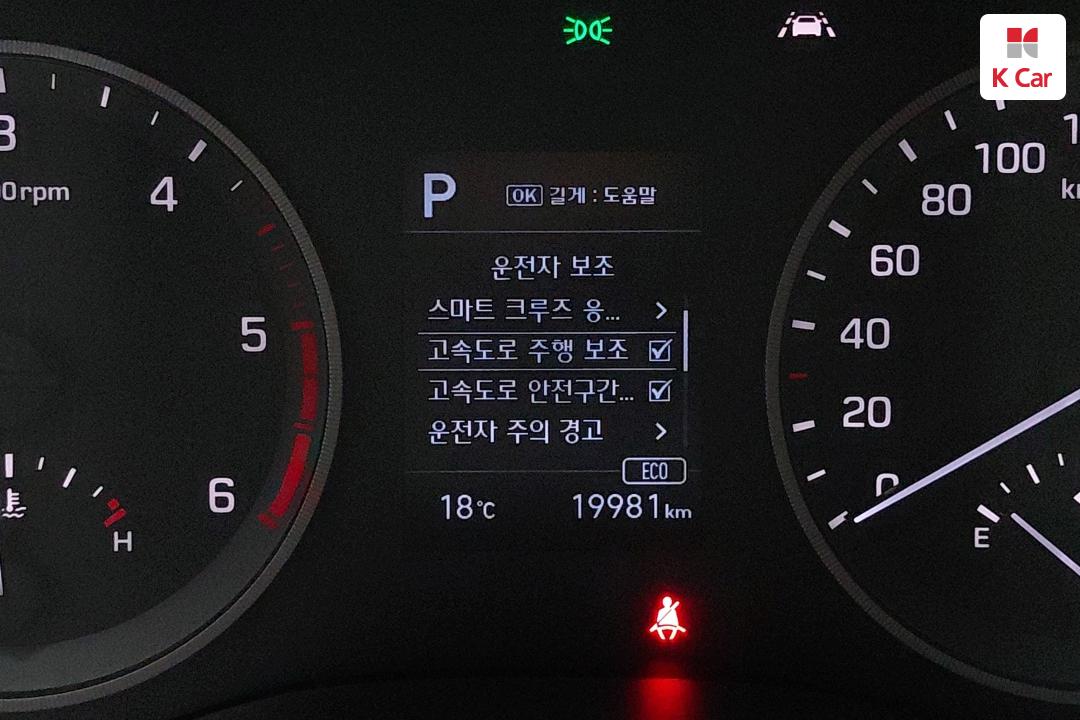 K Car
3
4
5
6
00rpm
H
P OK 길게 : 도움말
운전자 보조
스마트 크루즈 응... >
고속도로 주행 보조
고속도로 안전구간...
운전자 주의 경고 >
ECO
18℃ 19981km
100
80
60
40
20
0
E